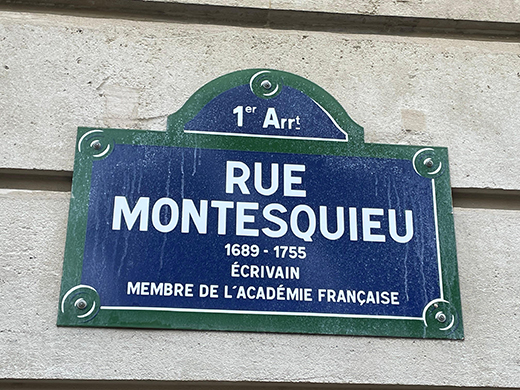 1er Arrt
RUE
MONTESQUIEU
1689 - 1755
ÉCRIVAIN
MEMBRE DE L'ACADÉMIE FRANÇAISE